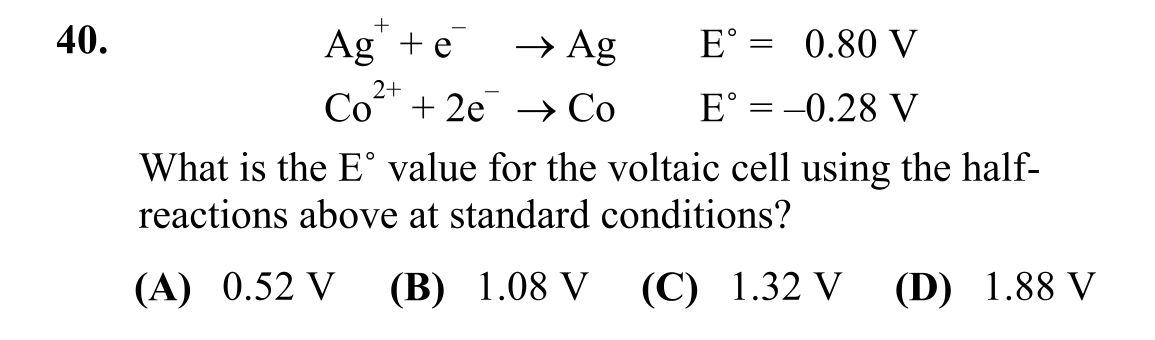 40. Ag⁺ + e⁻ → Ag E° = 0.80 V
Co²⁺ + 2e⁻ → Co E° = –0.28 V
What is the E° value for the voltaic cell using the half-
reactions above at standard conditions?
(A) 0.52 V (B) 1.08 V (C) 1.32 V (D) 1.88 V